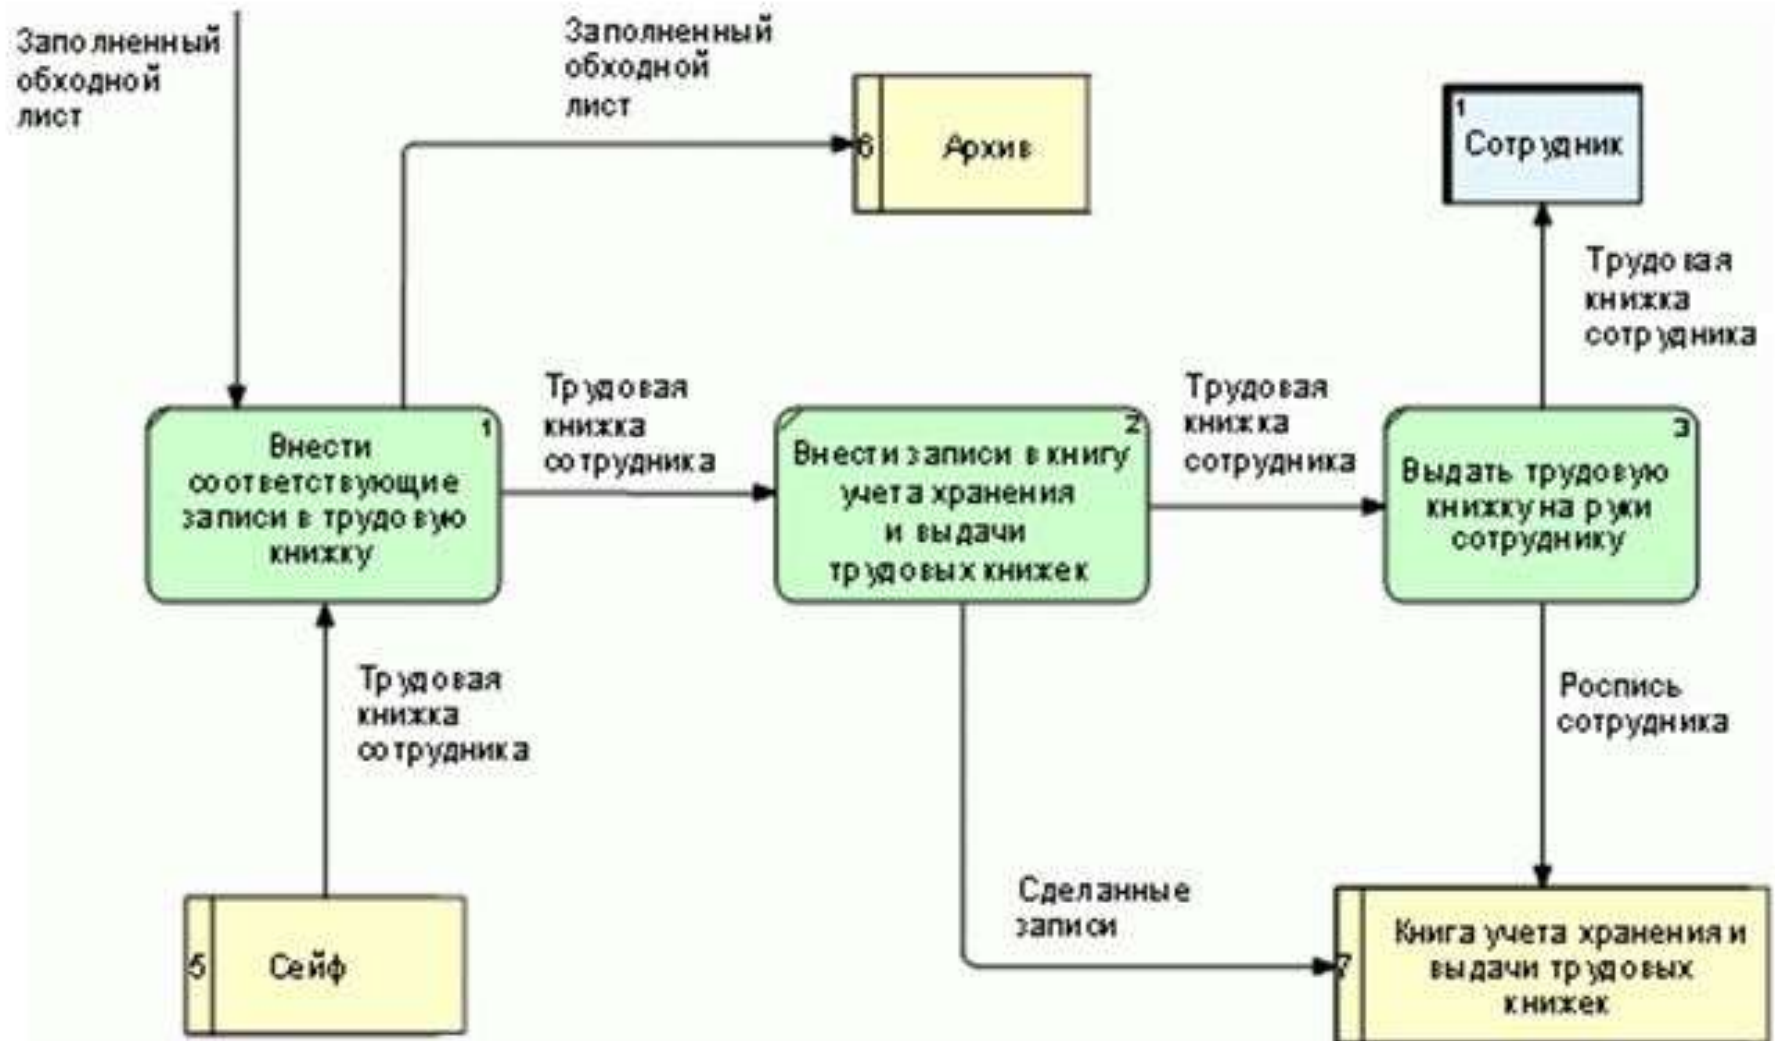 Заполненный
обходной
лист
Заполненный
обходной
лист
6
Архив
1
Сотрудник
Трудовая
книжка
сотрудника
1
Внести
соответствующие
записи в трудовую
книжку
Трудовая
книжка
сотрудника
2
Внести записи в книгу
учета хранения
и выдачи
трудовых книжек
Трудовая
книжка
сотрудника
3
Выдать трудовую
книжку на руки
сотруднику
Трудовая
книжка
сотрудника
Роспись
сотрудника
5
Сейф
Сделанные
записи
7
Книга учета хранения и
выдачи трудовых
книжек